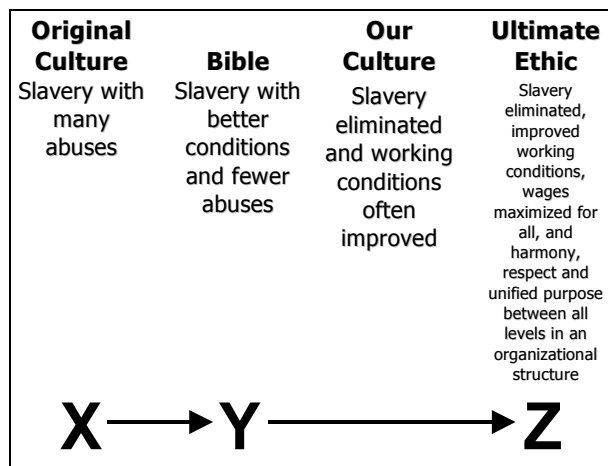 Original
Culture
Slavery with
many
abuses
Bible
Slavery with
better
conditions
and fewer
abuses
Our
Culture
Slavery
eliminated
and working
conditions
often
improved
Ultimate
Ethic
Slavery
eliminated,
improved
working
conditions,
wages
maximized for
all, and
harmony,
respect and
unified purpose
between all
levels in an
organizational
structure
X Y Z